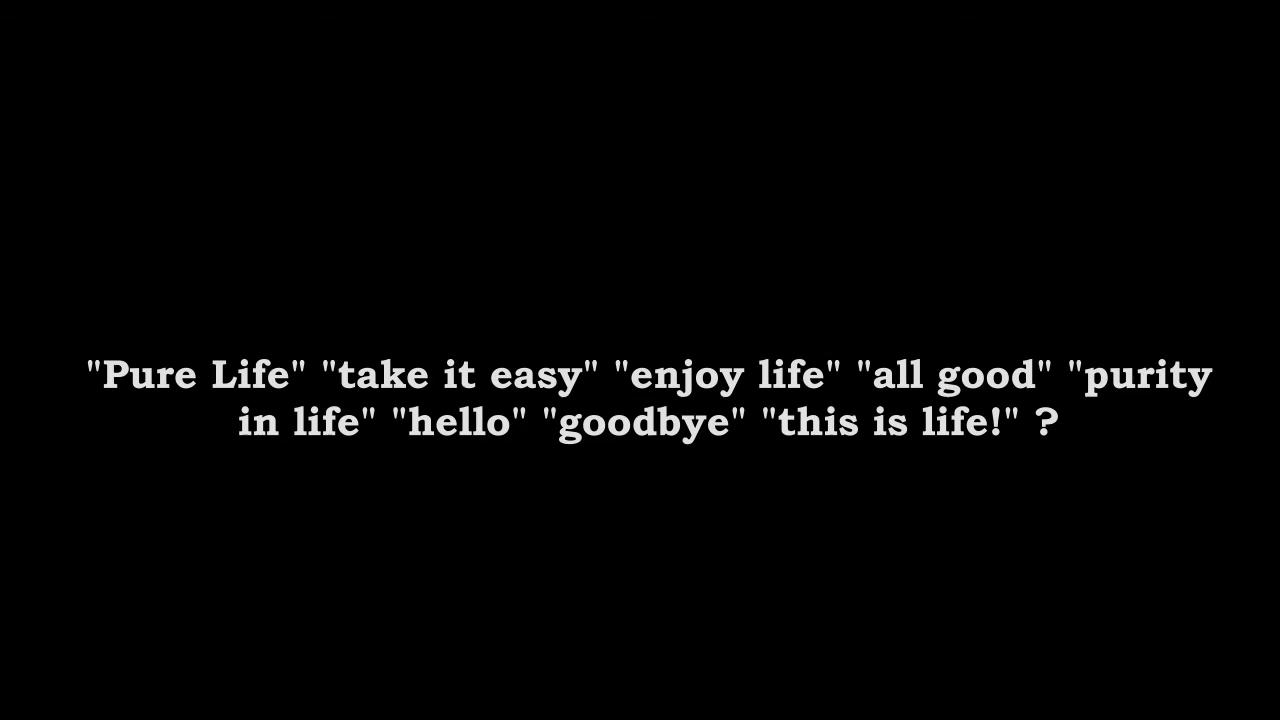 "Pure Life" "take it easy" "enjoy life" "all good" "purity
in life" "hello" "goodbye" "this is life!" ?